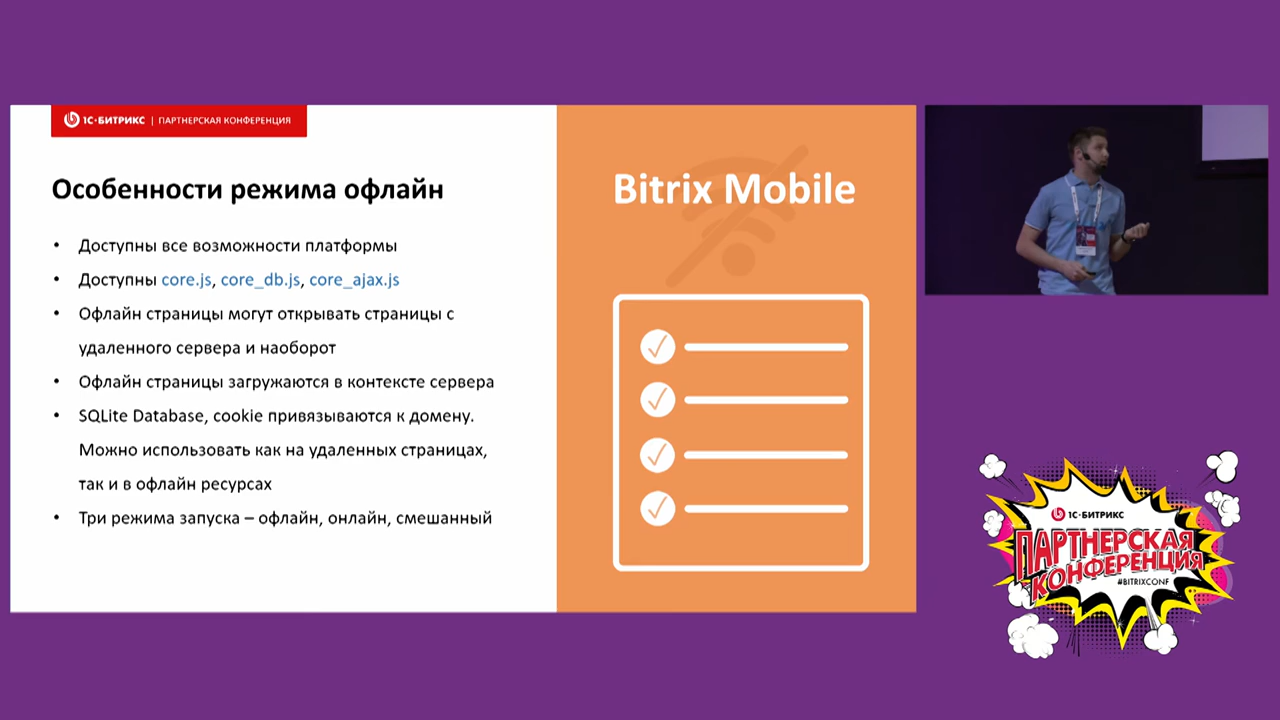 1С-БИТРИКС | ПАРТНЕРСКАЯ КОНФЕРЕНЦИЯ
Особенности режима офлайн
• Доступны все возможности платформы
• Доступны core.js, core_db.js, core_ajax.js
• Офлайн страницы могут открывать страницы с
удаленного сервера и наоборот
• Офлайн страницы загружаются в контексте сервера
• SQLite Database, cookie привязываются к домену.
Можно использовать как на удаленных страницах,
так и в офлайн ресурсах
• Три режима запуска – офлайн, онлайн, смешанный
Bitrix Mobile
1С-БИТРИКС
ПАРТНЕРСКАЯ
КОНФЕРЕНЦИЯ
#BITRIXCONF